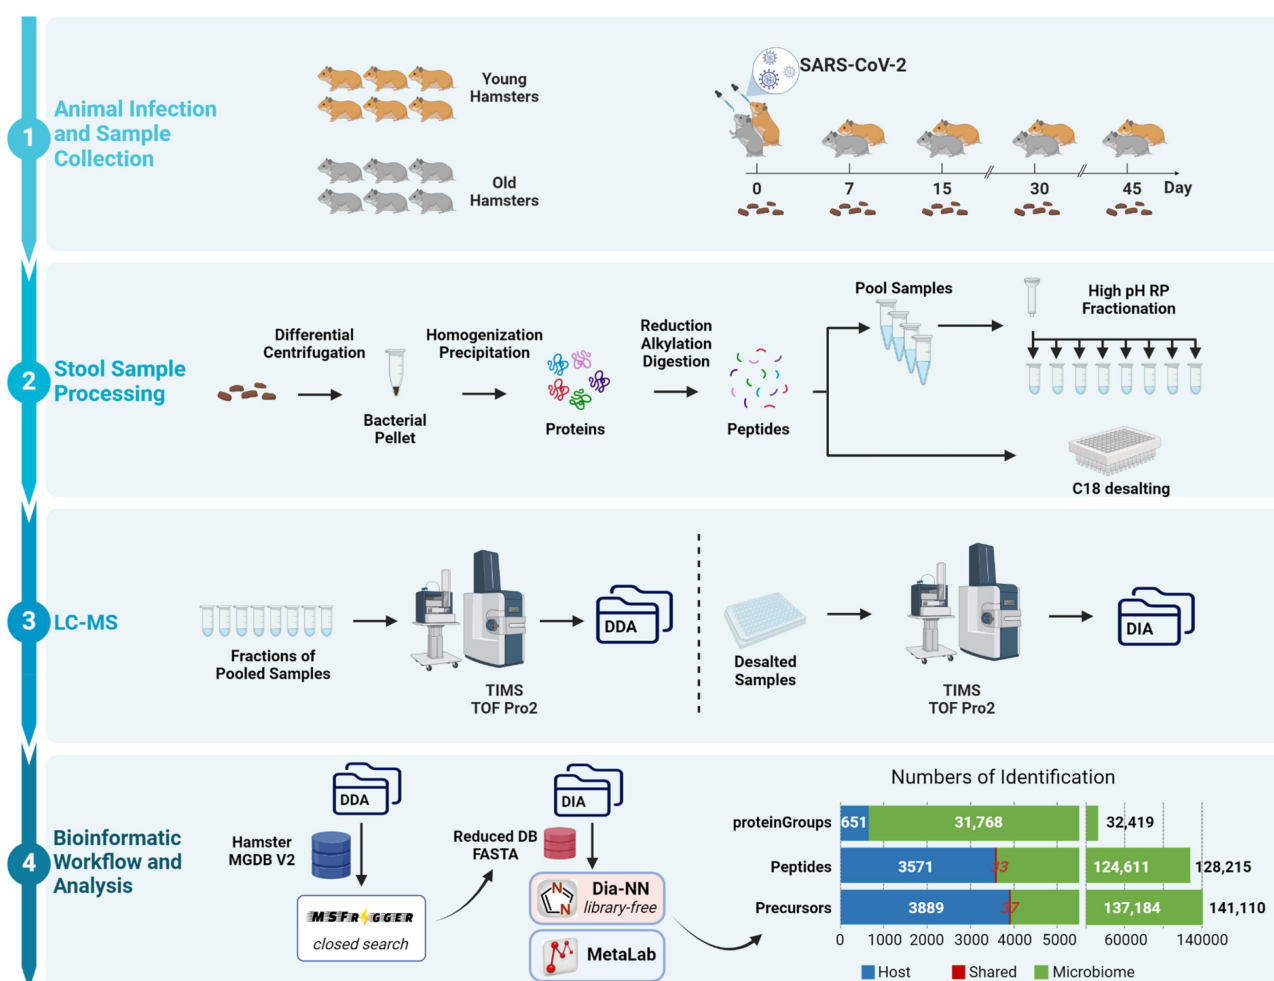 1
Animal Infection
and Sample
Collection
Young
Hamsters
Old
Hamsters
SARS-CoV-2
0
7
15
30
45
Day
2
Stool Sample
Processing
Differential
Centrifugation
Bacterial
Pellet
Homogenization
Precipitation
Proteins
Reduction
Alkylation
Digestion
Peptides
Pool Samples
High pH RP
Fractionation
C18 desalting
3
LC-MS
Fractions of
Pooled Samples
TIMS
TOF Pro2
DDA
Desalted
Samples
TIMS
TOF Pro2
DIA
4
Bioinformatic
Workflow and
Analysis
DDA
Hamster
MGDB V2
MSFragger
closed search
Reduced DB
FASTA
DIA
N
N
Dia-NN
library-free
MetaLab
Numbers of Identification
proteinGroups
651
31,768
32,419
Peptides
3571
33
124,611
128,215
Precursors
3889
37
137,184
141,110
0
1000
2000
3000
4000
5000
60000
140000
Host
Shared
Microbiome